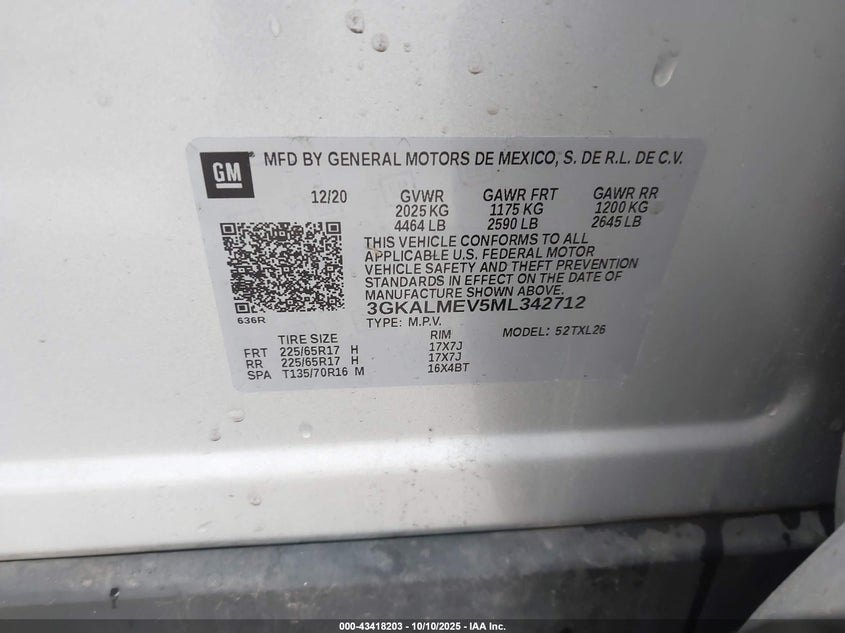 GM ® MFD BY GENERAL MOTORS DE MEXICO, S. DE R.L. DE C.V.
12/20 GVWR GAWR FRT GAWR RR
2025 KG 1175 KG 1200 KG
4464 LB 2590 LB 2645 LB
THIS VEHICLE CONFORMS TO ALL
APPLICABLE U.S. FEDERAL MOTOR
VEHICLE SAFETY AND THEFT PREVENTION
STANDARDS IN EFFECT ON THE DATE OF
MANUFACTURE SHOWN ABOVE.
3GKALMEV5ML342712
636R TYPE: M.P.V. MODEL: 52TXL26
TIRE SIZE RIM
FRT 225/65R17 H 17X7J
RR 225/65R17 H 17X7J
SPA T135/70R16 M 16X4BT
000-43418203 - 10/10/2025 - IAA Inc.